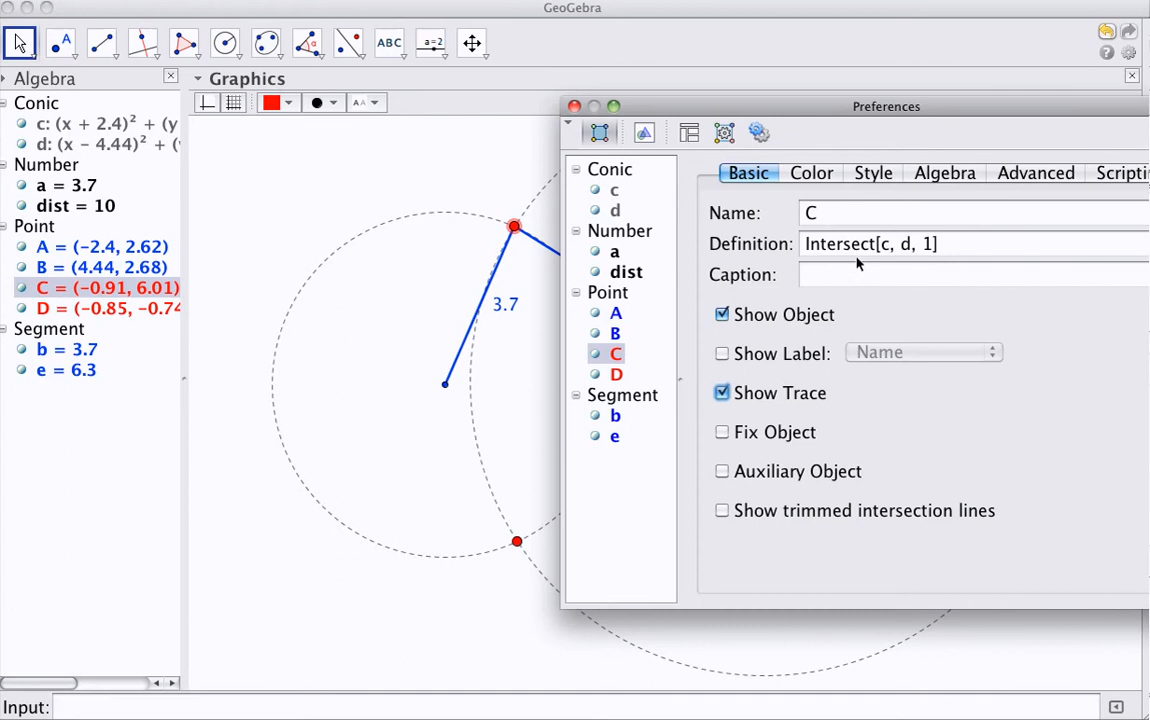 GeoGebra
A
a
ABC
a=2
Algebra
Graphics
Conic
c: (x + 2.4)² + (y
d: (x − 4.44)² + (
Number
a = 3.7
dist = 10
Point
A = (-2.4, 2.62)
B = (4.44, 2.68)
C = (-0.91, 6.01)
D = (-0.85, -0.74
Segment
b = 3.7
e = 6.3
AA
3.7
Preferences
Conic
c
d
Number
a
dist
Point
A
B
C
D
Segment
b
e
Basic Color Style Algebra Advanced Scripti
Name: C
Definition: Intersect[c, d, 1]
Caption:
Show Object
Show Label: Name
Show Trace
Fix Object
Auxiliary Object
Show trimmed intersection lines
Input: